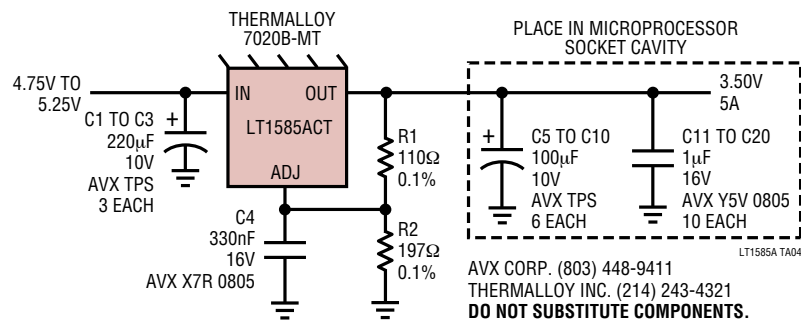 THERMALLOY
7020B-MT
PLACE IN MICROPROCESSOR
SOCKET CAVITY
4.75V TO
5.25V
IN
OUT
LT1585ACT
ADJ
3.50V
5A
C1 TO C3
220μF
10V
AVX TPS
3 EACH
+
R1
110Ω
0.1%
+
C5 TO C10
100μF
10V
AVX TPS
6 EACH
C11 TO C20
1μF
16V
AVX Y5V 0805
10 EACH
C4
330nF
16V
AVX X7R 0805
R2
197Ω
0.1%
LT1585A TA04
AVX CORP. (803) 448-9411
THERMALLOY INC. (214) 243-4321
DO NOT SUBSTITUTE COMPONENTS.